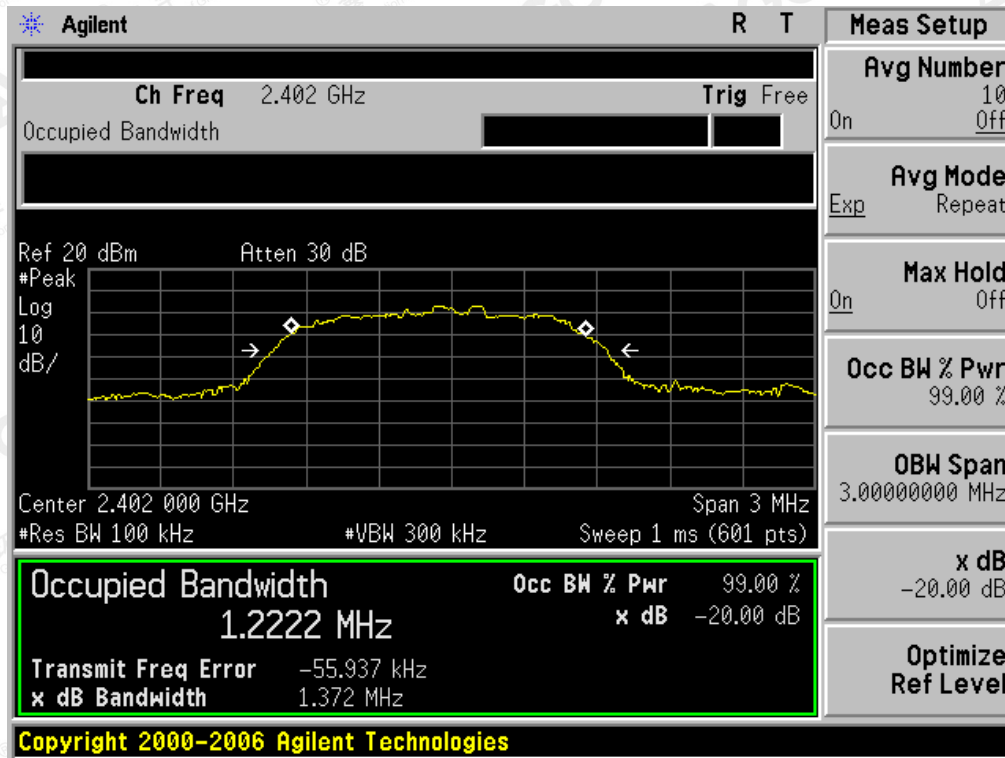 Agilent
R T
Ch Freq 2.402 GHz
Trig Free
Occupied Bandwidth
Ref 20 dBm
Atten 30 dB
#Peak
Log
10
dB/
Center 2.402 000 GHz
Span 3 MHz
#Res BW 100 kHz
#VBW 300 kHz
Sweep 1 ms (601 pts)
Occupied Bandwidth
1.2222 MHz
Occ BW % Pwr 99.00 %
x dB -20.00 dB
Transmit Freq Error -55.937 kHz
x dB Bandwidth 1.372 MHz
Copyright 2000-2006 Agilent Technologies
Meas Setup
Avg Number
10
On Off
Avg Mode
Exp Repeat
Max Hold
On Off
Occ BW % Pwr
99.00 %
OBW Span
3.00000000 MHz
x dB
-20.00 dB
Optimize
Ref Level